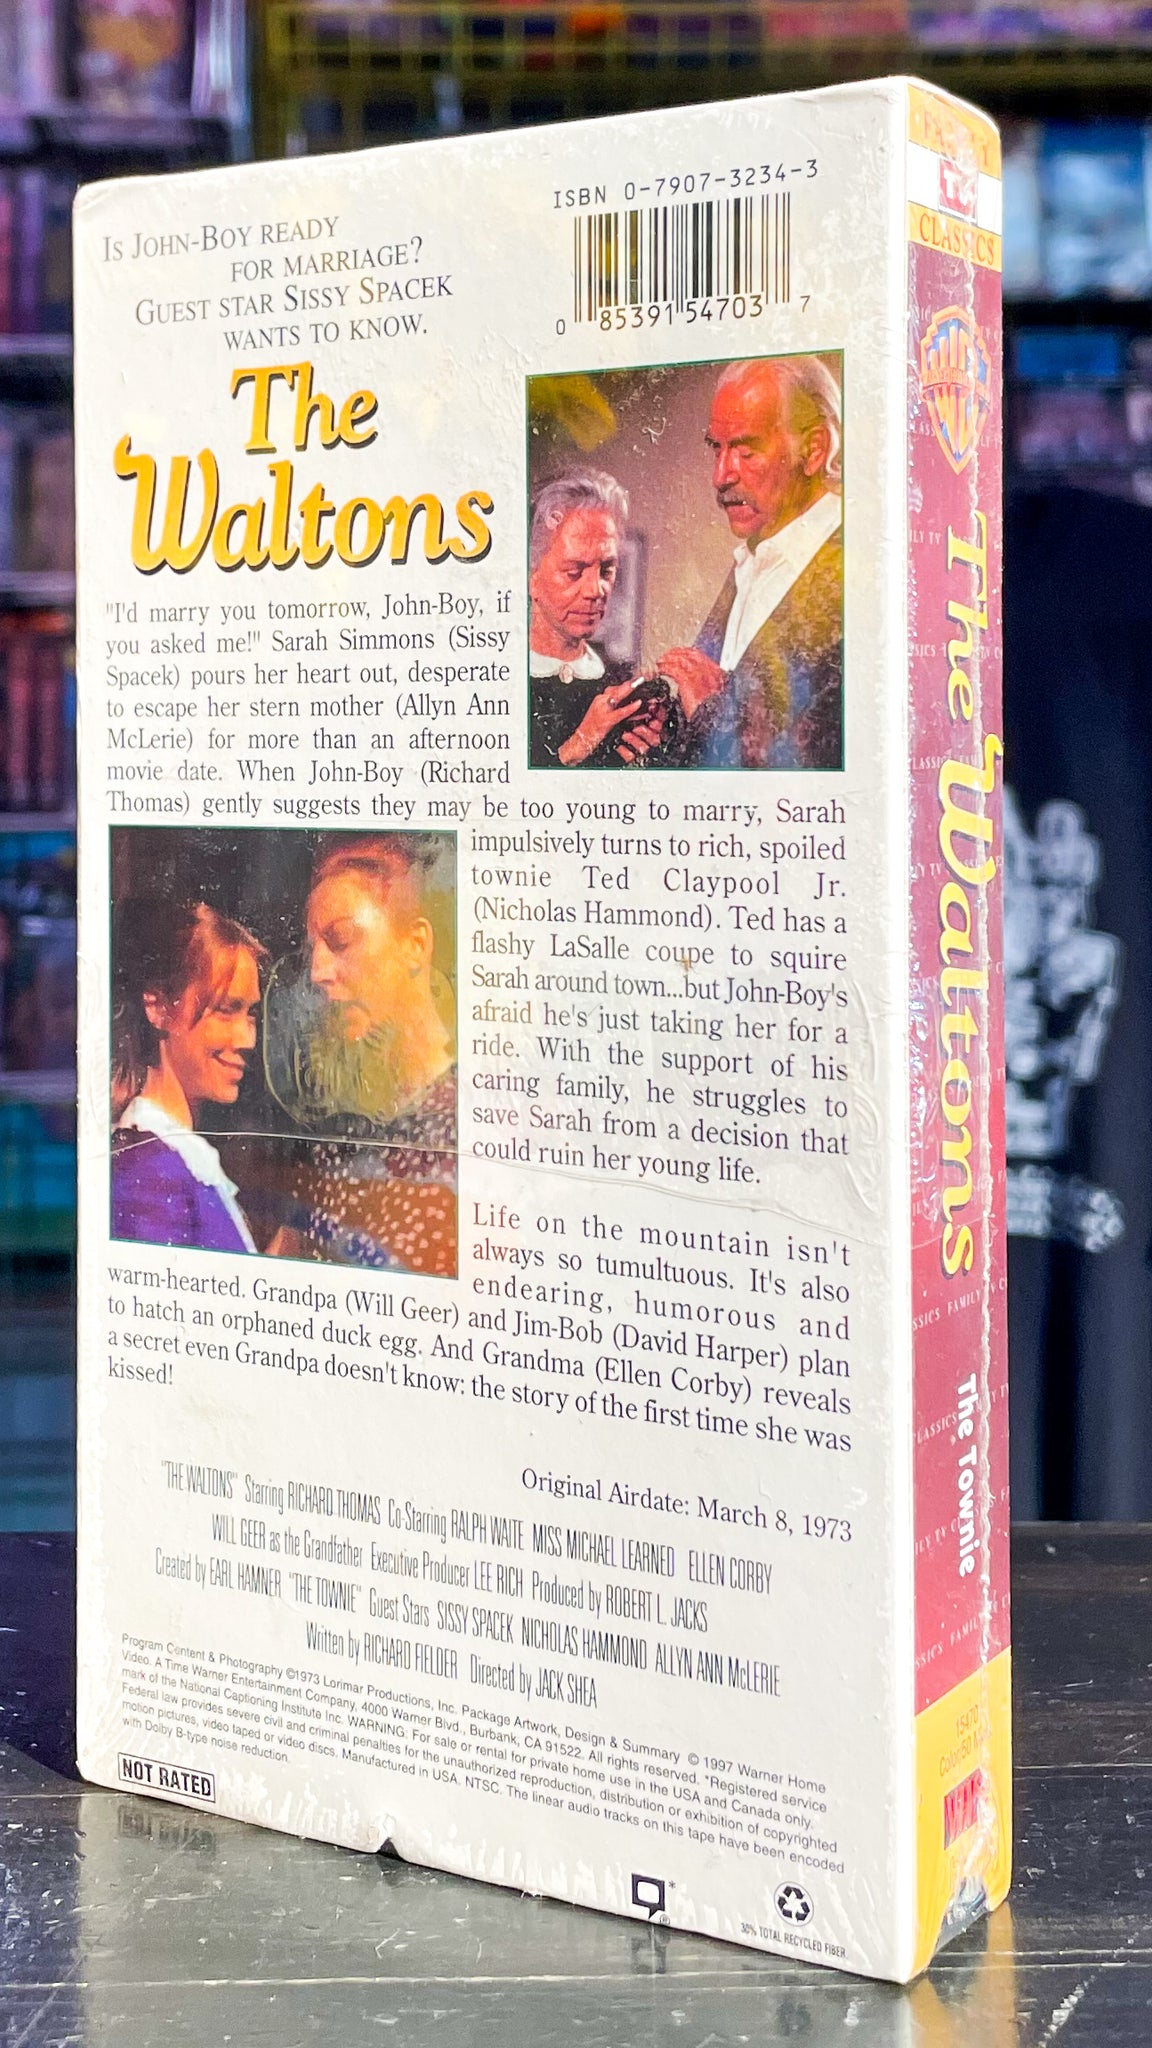 IS JOHN-BOY READY
FOR MARRIAGE?
GUEST STAR SISSY SPACEK
WANTS TO KNOW.
ISBN 0-7907-3234-3
0 85391 54703 7
The
Waltons
"I'd marry you tomorrow, John-Boy, if
you asked me!" Sarah Simmons (Sissy
Spacek) pours her heart out, desperate
to escape her stern mother (Allyn Ann
McLerie) for more than an afternoon
movie date. When John-Boy (Richard
Thomas) gently suggests they may be too young to marry, Sarah
impulsively turns to rich, spoiled
townie Ted Claypool Jr.
(Nicholas Hammond). Ted has a
flashy LaSalle coupe to squire
Sarah around town...but John-Boy's
afraid he's just taking her for a
ride. With the support of his
caring family, he struggles to
save Sarah from a decision that
could ruin her young life.
Life on the mountain isn't
always so tumultuous. It's also
endearing, humorous and
warm-hearted. Grandpa (Will Geer) and Jim-Bob (David Harper) plan
to hatch an orphaned duck egg. And Grandma (Ellen Corby) reveals
a secret even Grandpa doesn't know: the story of the first time she was
kissed!
Original Airdate: March 8, 1973
"THE WALTONS" Starring RICHARD THOMAS Co-Starring RALPH WAITE MISS MICHAEL LEARNED ELLEN CORBY
WILL GEER as the Grandfather Executive Producer LEE RICH Produced by ROBERT L. JACKS
Created by EARL HAMNER "THE TOWNIE" Guest Stars SISSY SPACEK NICHOLAS HAMMOND ALLYN ANN McLERIE
Written by RICHARD FIELDER Directed by JACK SHEA
Program Content & Photography ©1973 Lorimar Productions, Inc. Package Artwork, Design & Summary © 1997 Warner Home
Video. A Time Warner Entertainment Company, 4000 Warner Blvd., Burbank, CA 91522. All rights reserved. *Registered service
mark of the National Captioning Institute Inc. WARNING: For sale or rental for private home use in the USA and Canada only.
Federal law provides severe civil and criminal penalties for the unauthorized reproduction, distribution or exhibition of copyrighted
motion pictures, video taped or video discs. Manufactured in USA. NTSC. The linear audio tracks on this tape have been encoded
with Dolby B-type noise reduction.
NOT RATED
30% TOTAL RECYCLED FIBER
FAMILY
TV
CLASSICS
The Waltons
The Townie
15470